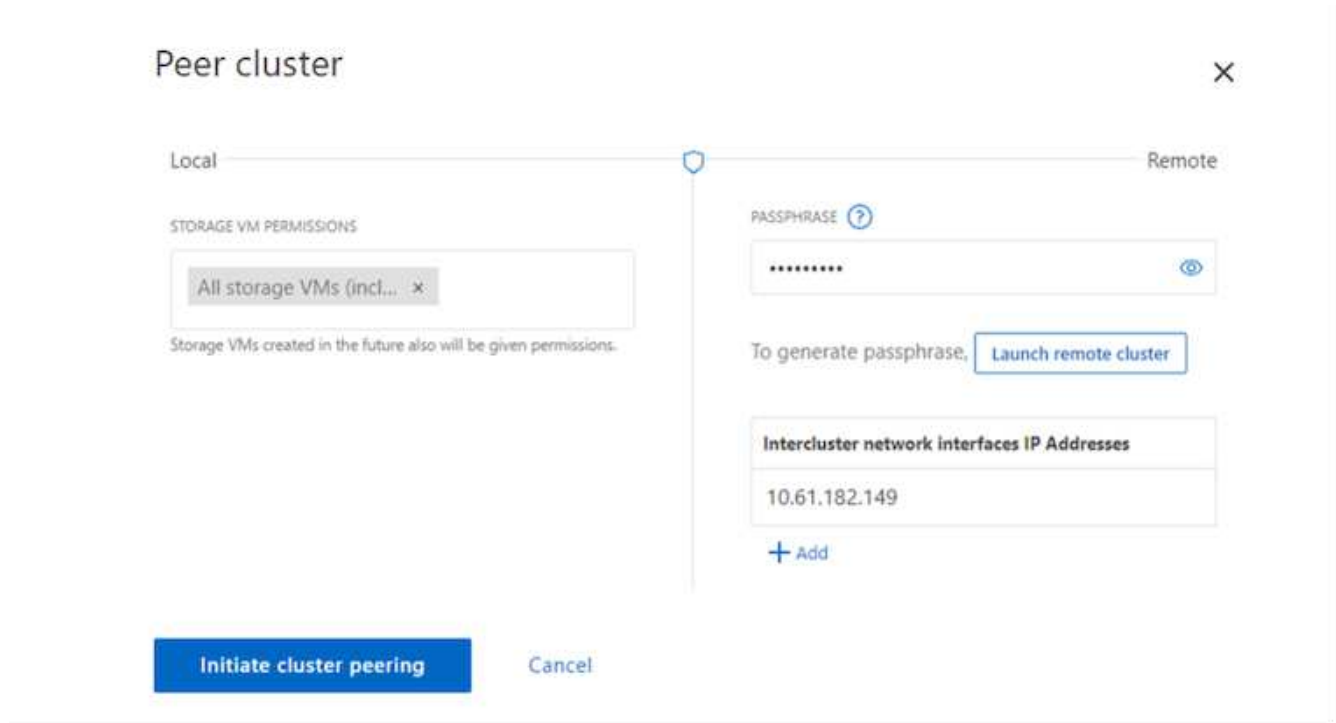 Peer cluster
Local
Remote
STORAGE VM PERMISSIONS
All storage VMs (incl... ×
Storage VMs created in the future also will be given permissions.
PASSPHRASE ?
•••••••••
To generate passphrase, Launch remote cluster
Intercluster network interfaces IP Addresses
10.61.182.149
+ Add
Initiate cluster peering
Cancel